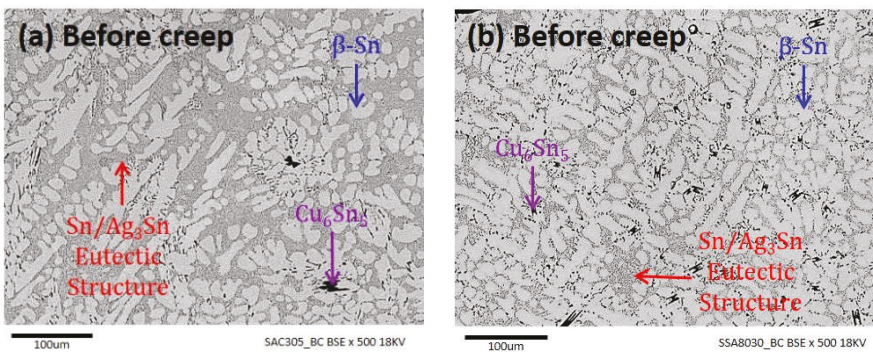 (a) Before creep
β-Sn
Cu₆Sn₅
Sn/Ag₃Sn
Eutectic
Structure
100um
SAC305_BC BSE x 500 18KV
(b) Before creep
β-Sn
Cu₆Sn₅
Sn/Ag₃Sn
Eutectic
Structure
100um
SSA8030_BC BSE x 500 18KV